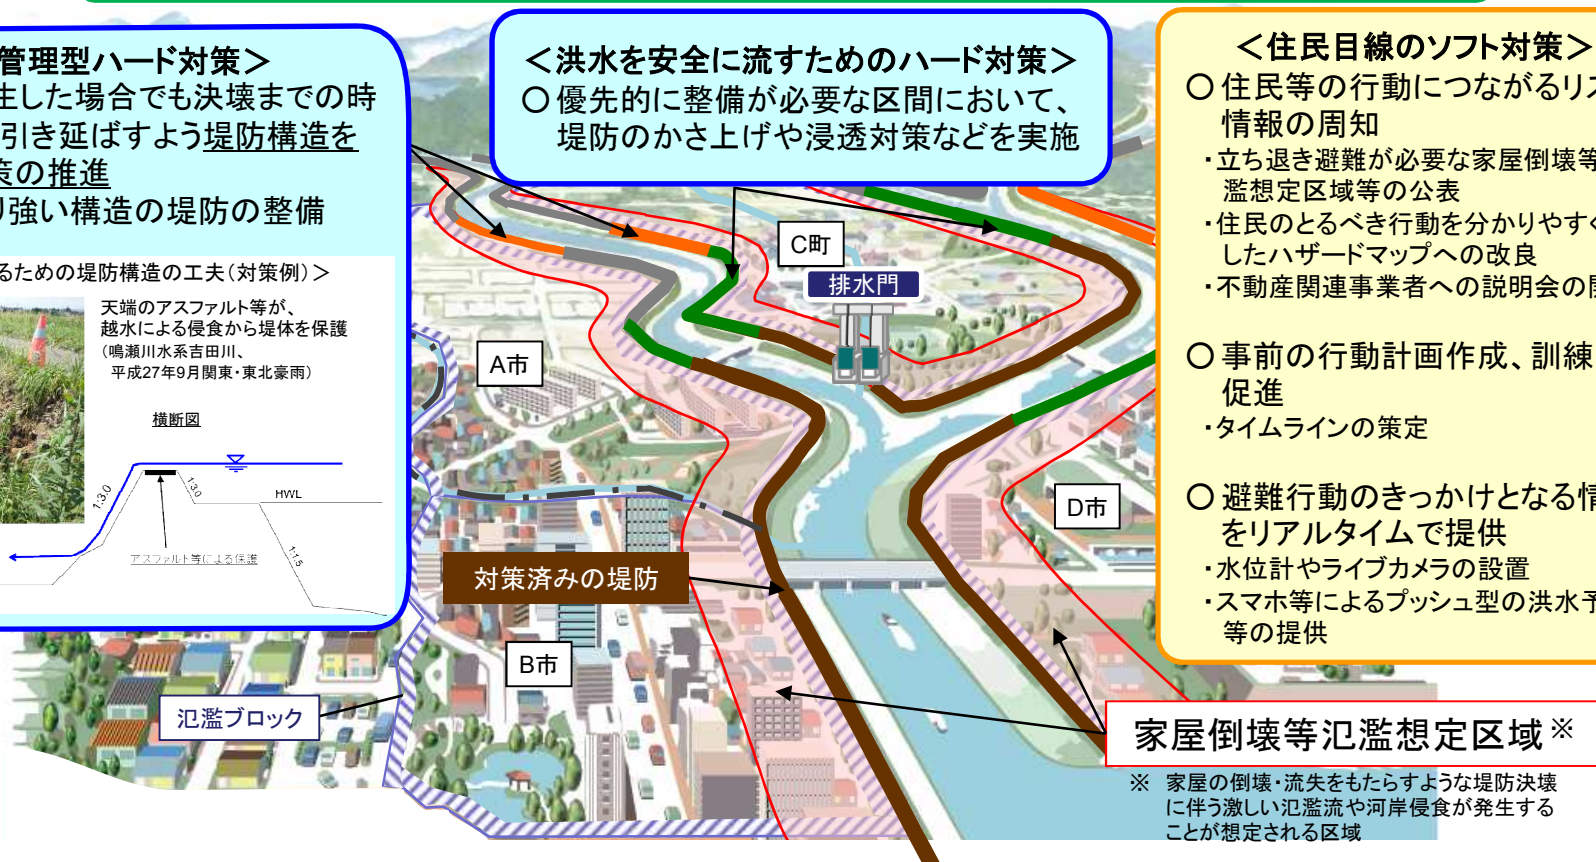 管理型ハード対策＞
生した場合でも決壊までの時
引き延ばすよう堤防構造を
策の推進
り強い構造の堤防の整備
るための堤防構造の工夫（対策例）＞
天端のアスファルト等が、
越水による侵食から堤体を保護
（鳴瀬川水系吉田川、
平成27年9月関東・東北豪雨）
横断図
1:3.0
1:3.0
HWL
1:1.5
アスファルト等による保護
＜洪水を安全に流すためのハード対策＞
○優先的に整備が必要な区間において、
堤防のかさ上げや浸透対策などを実施
＜住民目線のソフト対策＞
○住民等の行動につながるリス
情報の周知
・立ち退き避難が必要な家屋倒壊等
濫想定区域等の公表
・住民のとるべき行動を分かりやすく
したハザードマップへの改良
・不動産関連事業者への説明会の開
○事前の行動計画作成、訓練
促進
・タイムラインの策定
○避難行動のきっかけとなる情
をリアルタイムで提供
・水位計やライブカメラの設置
・スマホ等によるプッシュ型の洪水予
等の提供
C町
排水門
A市
D市
対策済みの堤防
B市
氾濫ブロック
家屋倒壊等氾濫想定区域※
※ 家屋の倒壊・流失をもたらすような堤防決壊
に伴う激しい氾濫流や河岸侵食が発生する
ことが想定される区域